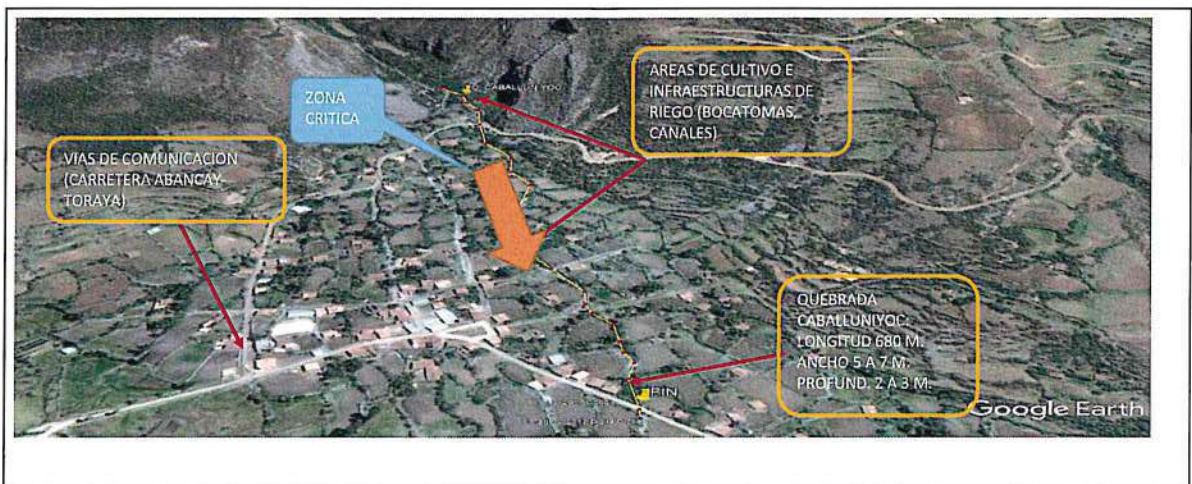 AREAS DE CULTIVO E
INFRAESTRUCTURAS DE
RIEGO (BOCATOMAS,
CANALES)
Q. CABALLUNIYOC
ZONA
CRITICA
VIAS DE COMUNICACION
(CARRETERA ABANCAY-
TORAYA)
QUEBRADA
CABALLUNIYOC:
LONGITUD 680 M.
ANCHO 5 A 7 M.
PROFUND. 2 A 3 M.
FIN
Google Earth